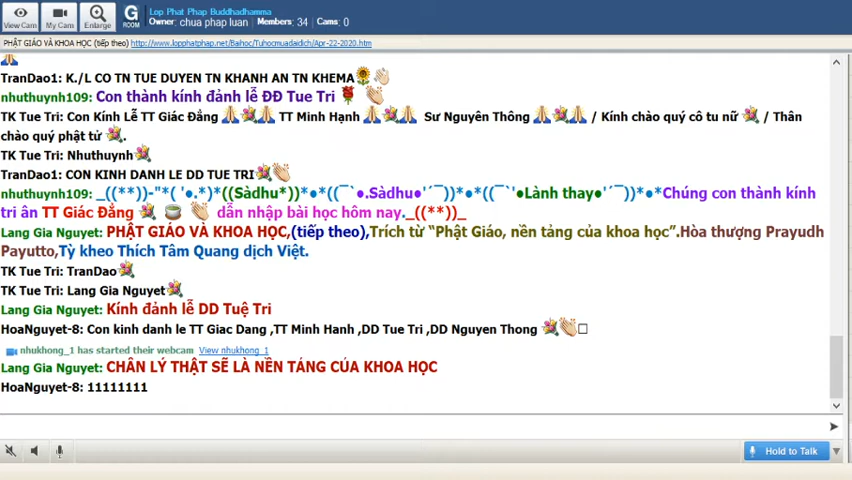 View Cam
My Cam
Enlarge
G
ROOM
Lop Phat Phap Buddhadhamma
Owner: chua phap luan Members: 34 Cams: 0
PHẬT GIÁO VÀ KHOA HỌC (tiếp theo) http://www.lopphatphap.net/Baihoc/Tuhocmuadaidich/Apr-22-2020.htm
TranDao1: K./L CO TN TUE DUYEN TN KHANH AN TN KHEMA
nhuthuynh109: Con thành kính đảnh lễ ĐĐ Tue Tri
TK Tue Tri: Con Kính Lễ TT Giác Đẳng TT Minh Hạnh Sư Nguyên Thông / Kính chào quý cô tu nữ / Thân
chào quý phật tử .
TK Tue Tri: Nhuthuynh
TranDao1: CON KINH DANH LE DD TUE TRI
nhuthuynh109: _((**))-"*( '•.*)*((Sàdhu*))*•*((¯`•.Sàdhu•'´¯))*•*((¯`'•Lành thay•'´¯))*•*Chúng con thành kính
tri ân TT Giác Đẳng dẫn nhập bài học hôm nay._((**))_
Lang Gia Nguyet: PHẬT GIÁO VÀ KHOA HỌC,(tiếp theo),Trích từ “Phật Giáo, nền tảng của khoa học”.Hòa thượng Prayudh
Payutto,Tỳ kheo Thích Tâm Quang dịch Việt.
TK Tue Tri: TranDao
TK Tue Tri: Lang Gia Nguyet
Lang Gia Nguyet: Kính đảnh lễ DD Tuệ Tri
HoaNguyet-8: Con kinh danh le TT Giac Dang ,TT Minh Hanh ,DD Tue Tri ,DD Nguyen Thong
nhukhong_1 has started their webcam View nhukhong_1
Lang Gia Nguyet: CHÂN LÝ THẬT SẼ LÀ NỀN TẢNG CỦA KHOA HỌC
HoaNguyet-8: 11111111
Hold to Talk